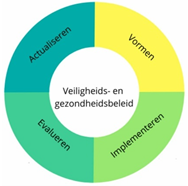 Actualiseren
Vormen
Veiligheids- en
gezondheidsbeleid
Evalueren
Implementeren